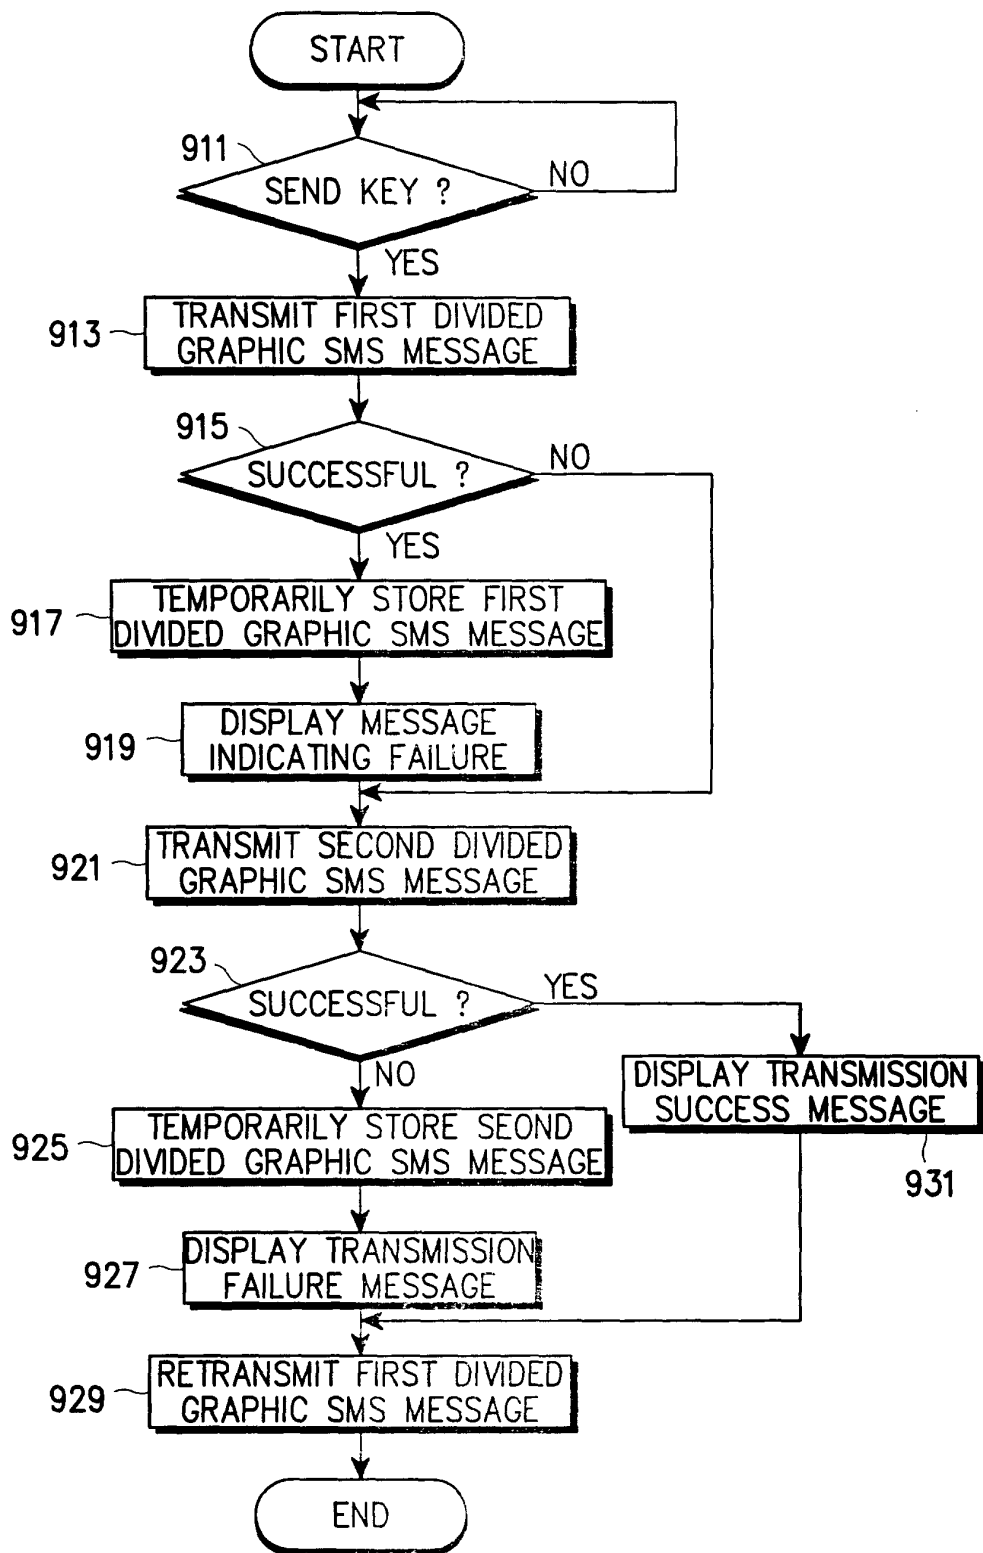 START
911
SEND KEY ?
NO
YES
913
TRANSMIT FIRST DIVIDED
GRAPHIC SMS MESSAGE
915
SUCCESSFUL ?
NO
YES
917
TEMPORARILY STORE FIRST
DIVIDED GRAPHIC SMS MESSAGE
919
DISPLAY MESSAGE
INDICATING FAILURE
921
TRANSMIT SECOND DIVIDED
GRAPHIC SMS MESSAGE
923
SUCCESSFUL ?
YES
NO
DISPLAY TRANSMISSION
SUCCESS MESSAGE
931
925
TEMPORARILY STORE SEOND
DIVIDED GRAPHIC SMS MESSAGE
927
DISPLAY TRANSMISSION
FAILURE MESSAGE
929
RETRANSMIT FIRST DIVIDED
GRAPHIC SMS MESSAGE
END